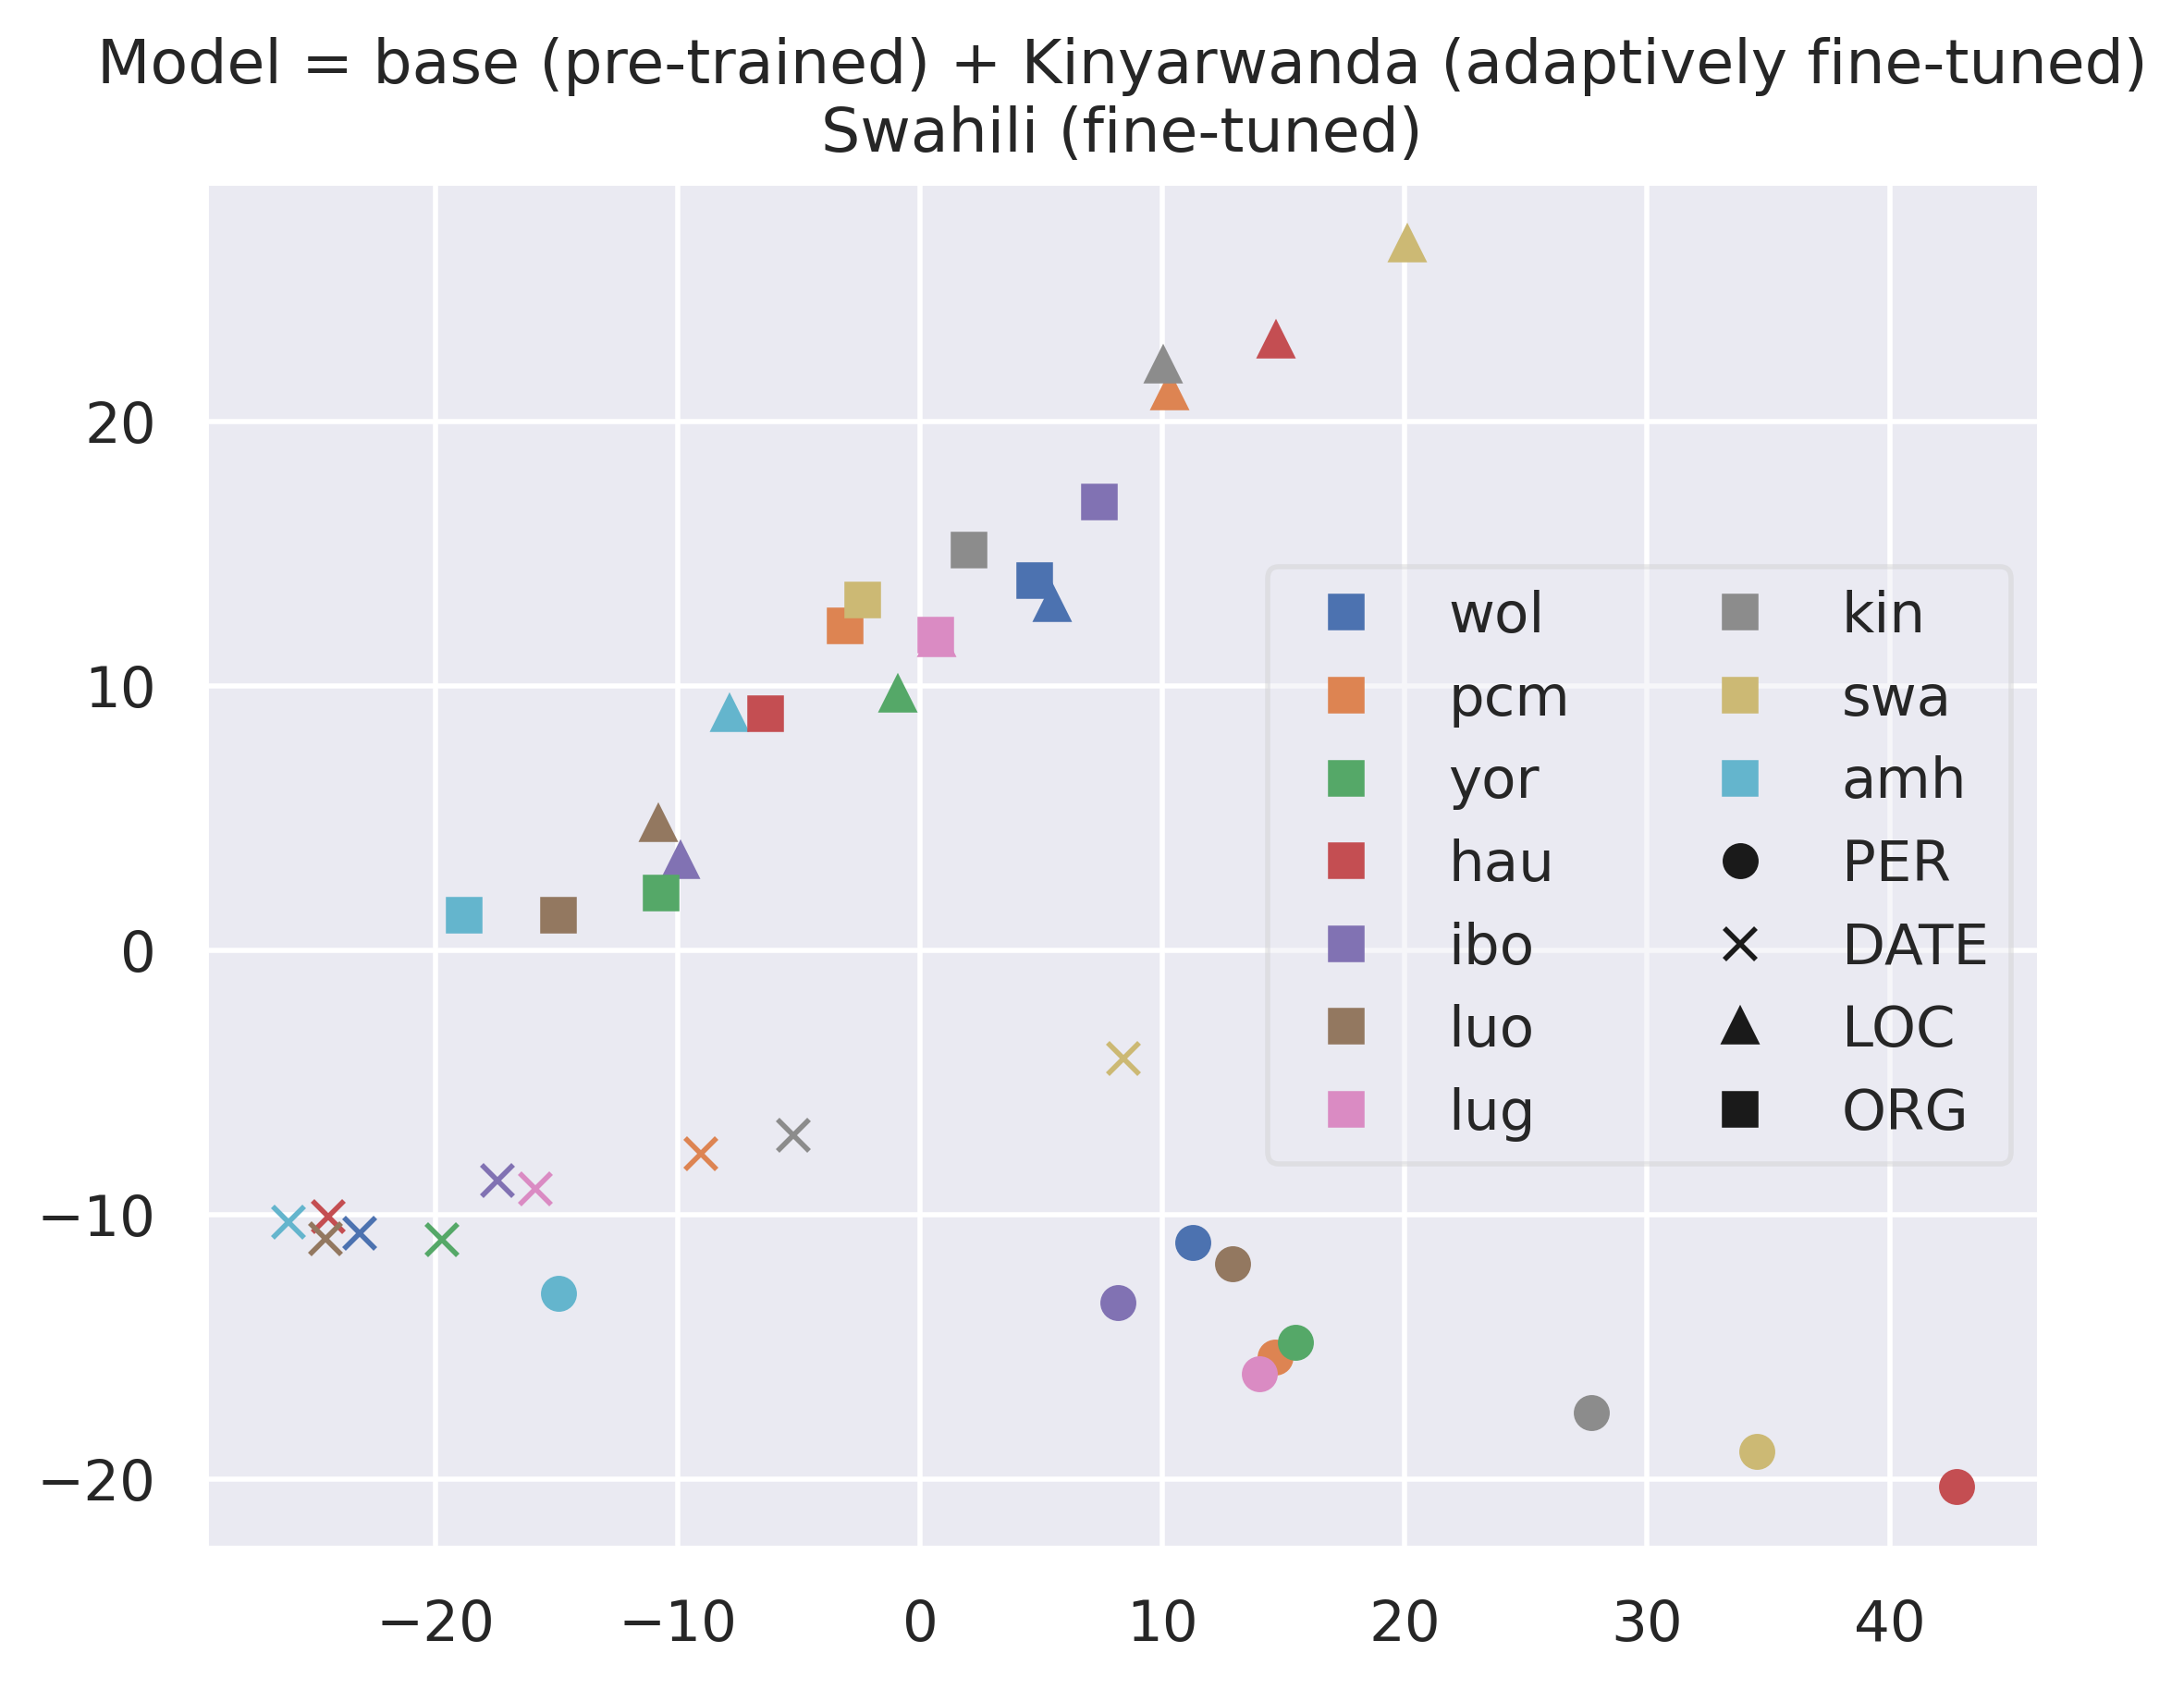 Model = base (pre-trained) + Kinyarwanda (adaptively fine-tuned)
Swahili (fine-tuned)
20
10
0
−10
−20
−20 −10 0 10 20 30 40
wol kin
pcm swa
yor amh
hau PER
ibo DATE
luo LOC
lug ORG